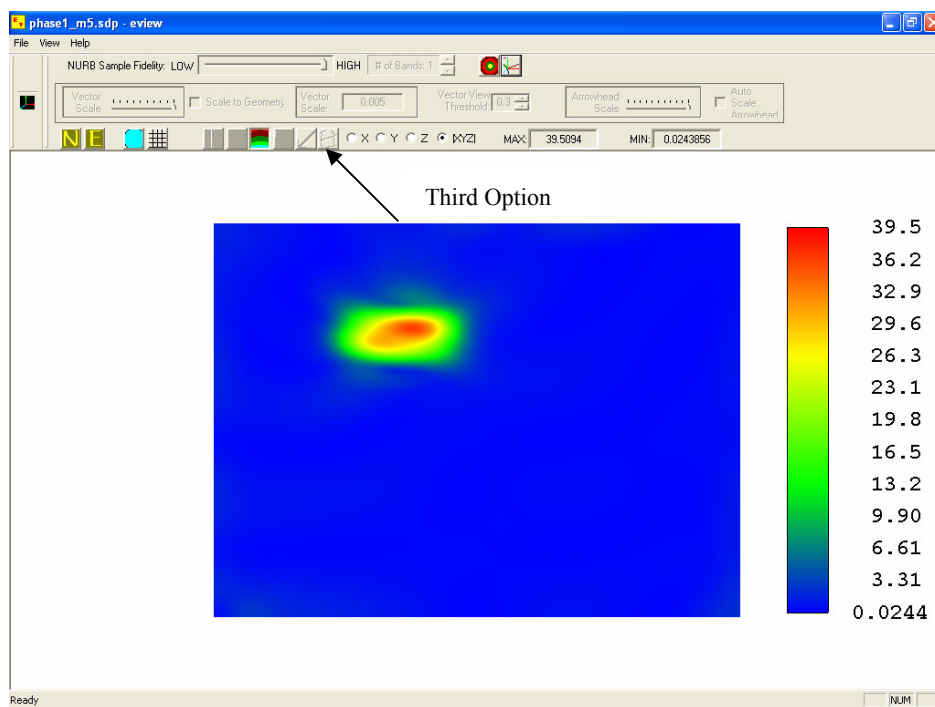 phase1_m5.sdp - eview
File View Help
NURB Sample Fidelity: LOW HIGH # of Bands: 1
Vector Scale Scale to Geometry Vector Scale: 0.005 Vector View Threshold: 0.3 Arrowhead Scale Auto Scale Arrowhead
N E X Y Z |XYZ| MAX: 39.5094 MIN: 0.0243856
Third Option
39.5
36.2
32.9
29.6
26.3
23.1
19.8
16.5
13.2
9.90
6.61
3.31
0.0244
Ready NUM